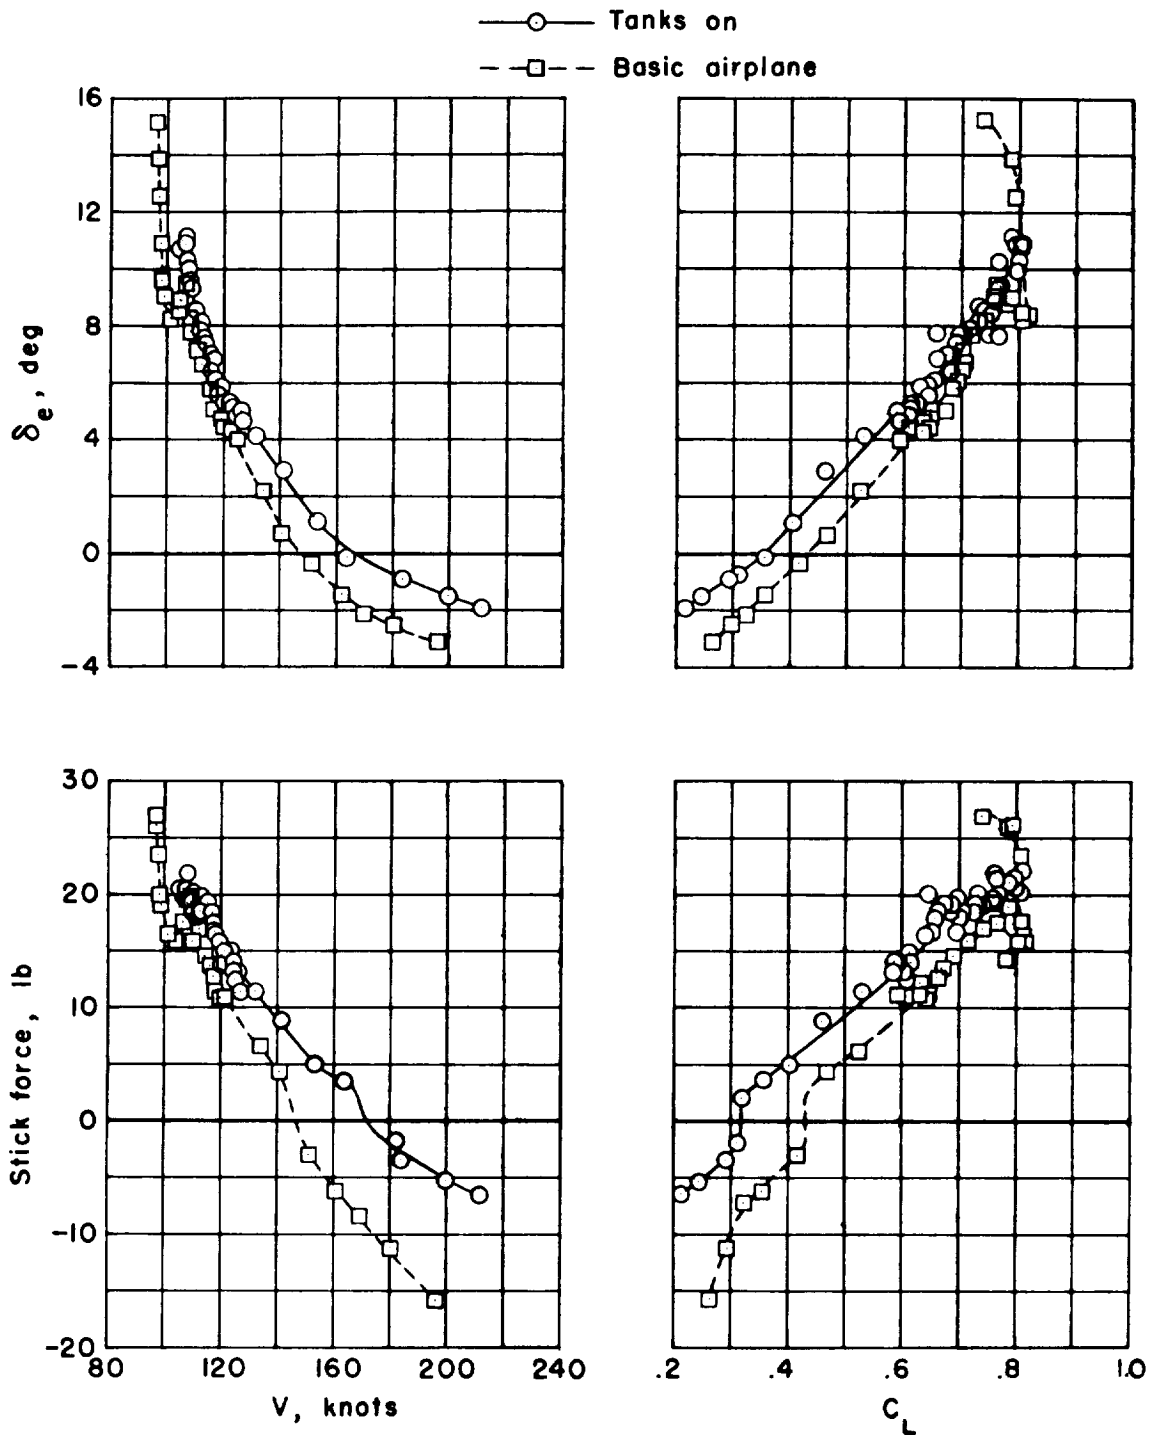 Tanks on
Basic airplane
16
12
8
4
0
-4
δe, deg
30
20
10
0
-10
-20
Stick force, lb
80 120 160 200 240
V, knots
.2 .4 .6 .8 1.0
CL